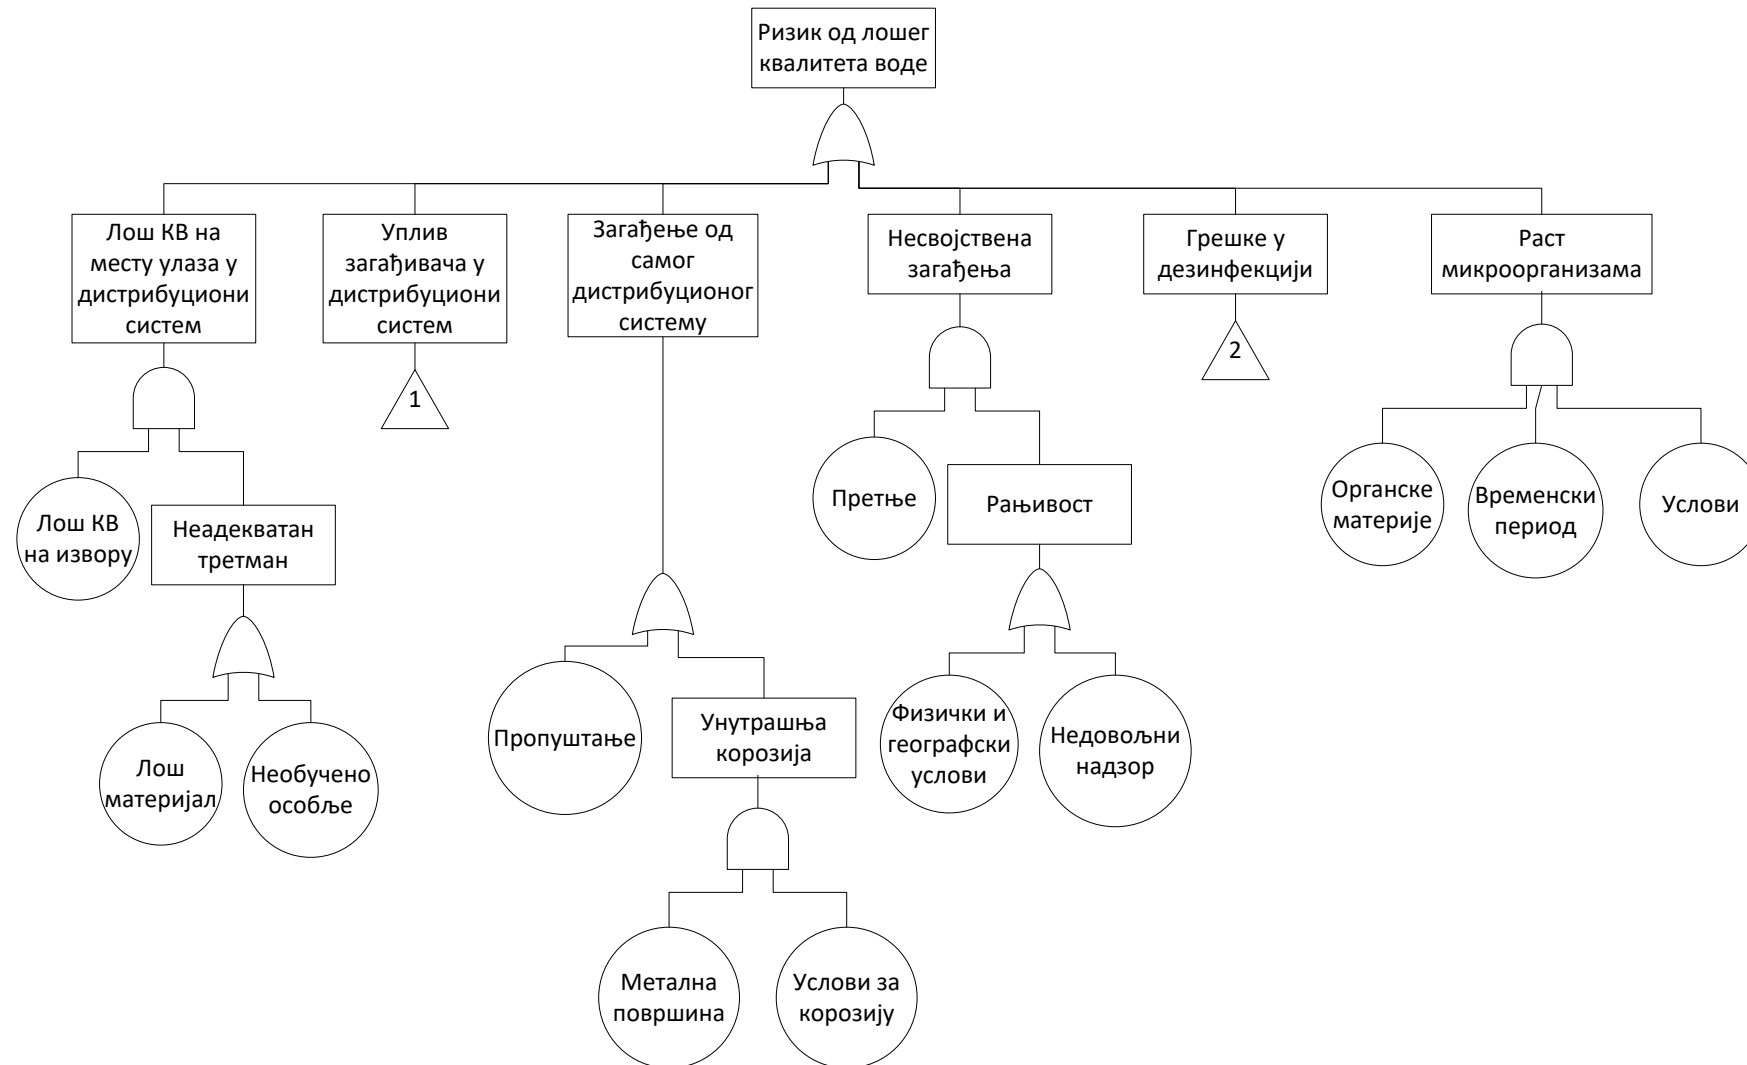 Ризик од лошег
квалитета воде
Лош КВ на
месту улаза у
дистрибуциони
систем
Уплив
загађивача у
дистрибуциони
систем
Загађење од
самог
дистрибуционог
систему
Несвојствена
загађења
Грешке у
дезинфекцији
Раст
микроорганизама
1
2
Лош КВ
на извору
Неадекватан
третман
Претње
Рањивост
Органске
материје
Временски
период
Услови
Лош
материјал
Необучено
особље
Пропуштање
Унутрашња
корозија
Физички и
географски
услови
Недовољни
надзор
Метална
површина
Услови за
корозију